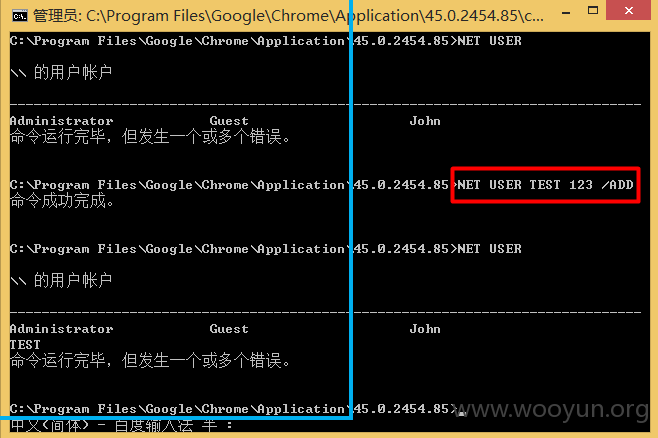 管理员: C:\Program Files\Google\Chrome\Application\45.0.2454.85\c...
C:\Program Files\Google\Chrome\Application\45.0.2454.85>NET USER
\\ 的用户帐户
-------------------------------------------------------------------------------
Administrator Guest John
命令运行完毕，但发生一个或多个错误。
C:\Program Files\Google\Chrome\Application\45.0.2454.85>NET USER TEST 123 /ADD
命令成功完成。
C:\Program Files\Google\Chrome\Application\45.0.2454.85>NET USER
\\ 的用户帐户
-------------------------------------------------------------------------------
Administrator Guest John
TEST
命令运行完毕，但发生一个或多个错误。
C:\Program Files\Google\Chrome\Application\45.0.2454.85>
www.wooyun.org
中文(简体) - 百度输入法 半 :